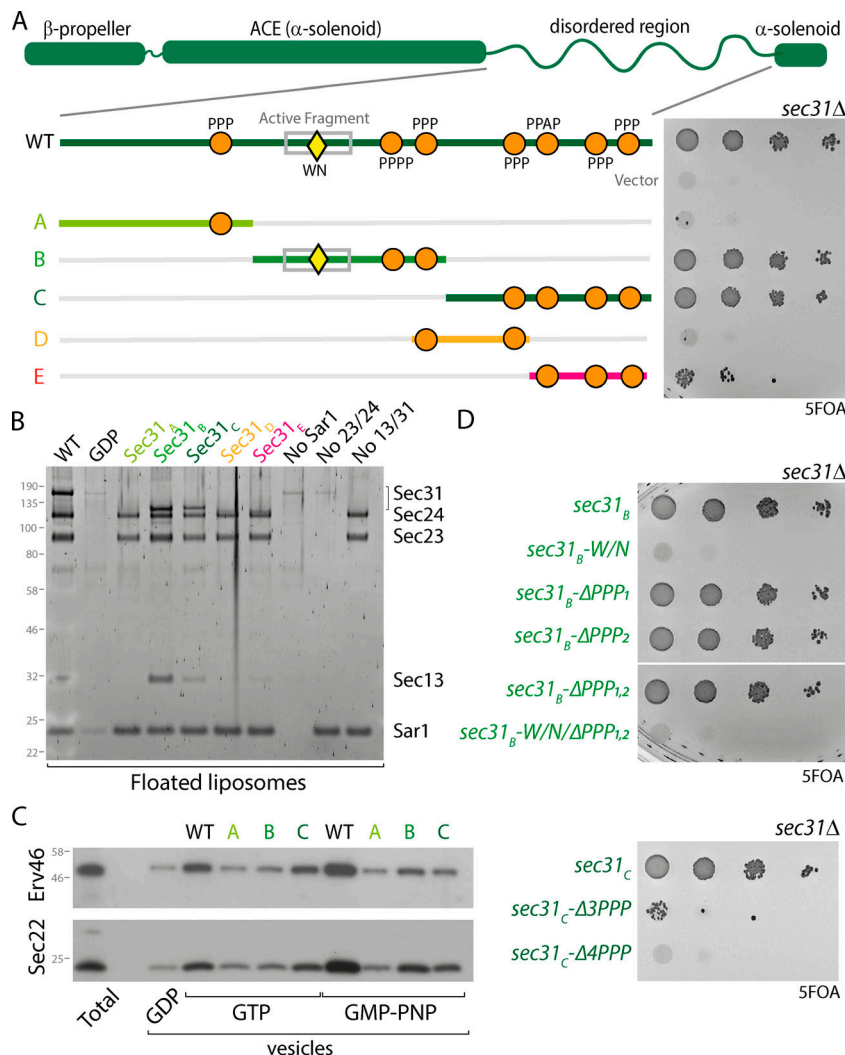 A
β-propeller
ACE (α-solenoid)
disordered region
α-solenoid
sec31Δ
WT
PPP
Active Fragment
WN
PPPP
PPP
PPP
PPAP
PPP
PPP
Vector
A
B
C
D
E
5FOA
B
WT
GDP
Sec31A
Sec31B
Sec31C
Sec31D
Sec31E
No Sar1
No 23/24
No 13/31
190
135
100
80
58
46
32
25
22
Sec31
Sec24
Sec23
Sec13
Sar1
Floated liposomes
C
WT A B C WT A B C
Erv46
58
46
Sec22
25
Total
GDP
GTP
GMP-PNP
vesicles
D
sec31Δ
sec31B
sec31B-W/N
sec31B-ΔPPP1
sec31B-ΔPPP2
sec31B-ΔPPP1,2
sec31B-W/N/ΔPPP1,2
5FOA
sec31Δ
sec31C
sec31C-Δ3PPP
sec31C-Δ4PPP
5FOA